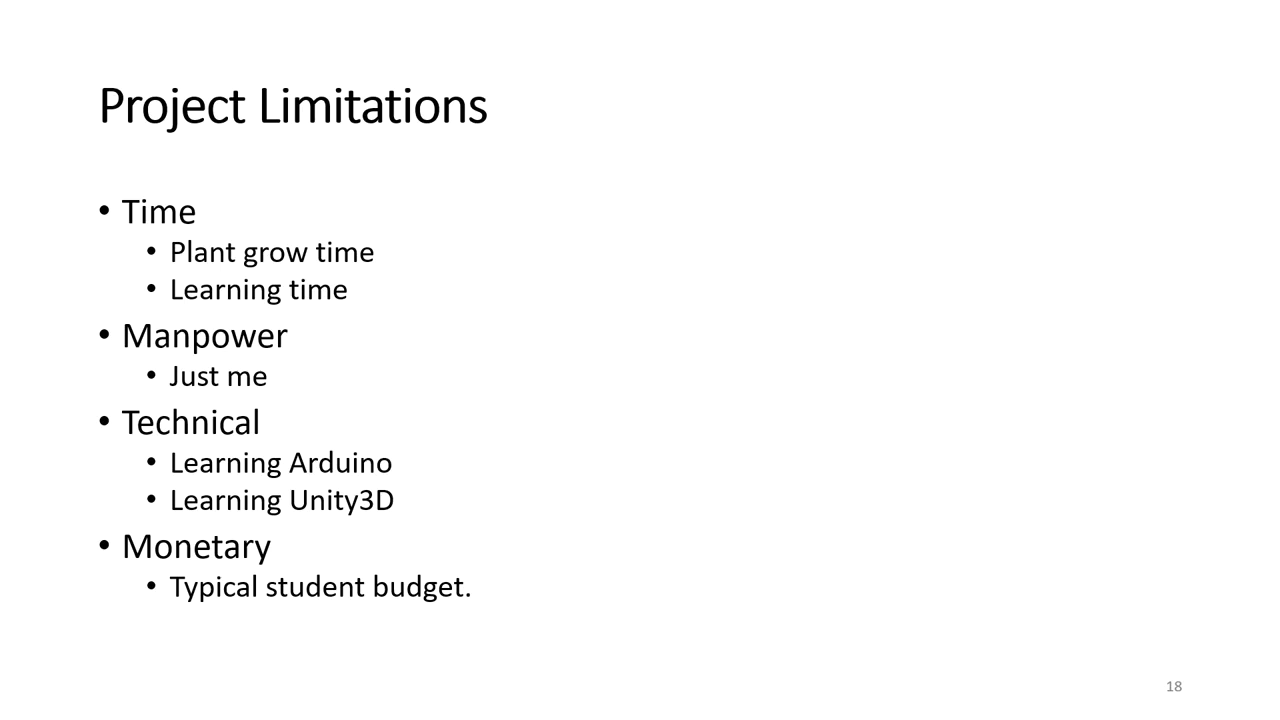 Project Limitations
• Time
• Plant grow time
• Learning time
• Manpower
• Just me
• Technical
• Learning Arduino
• Learning Unity3D
• Monetary
• Typical student budget.
18